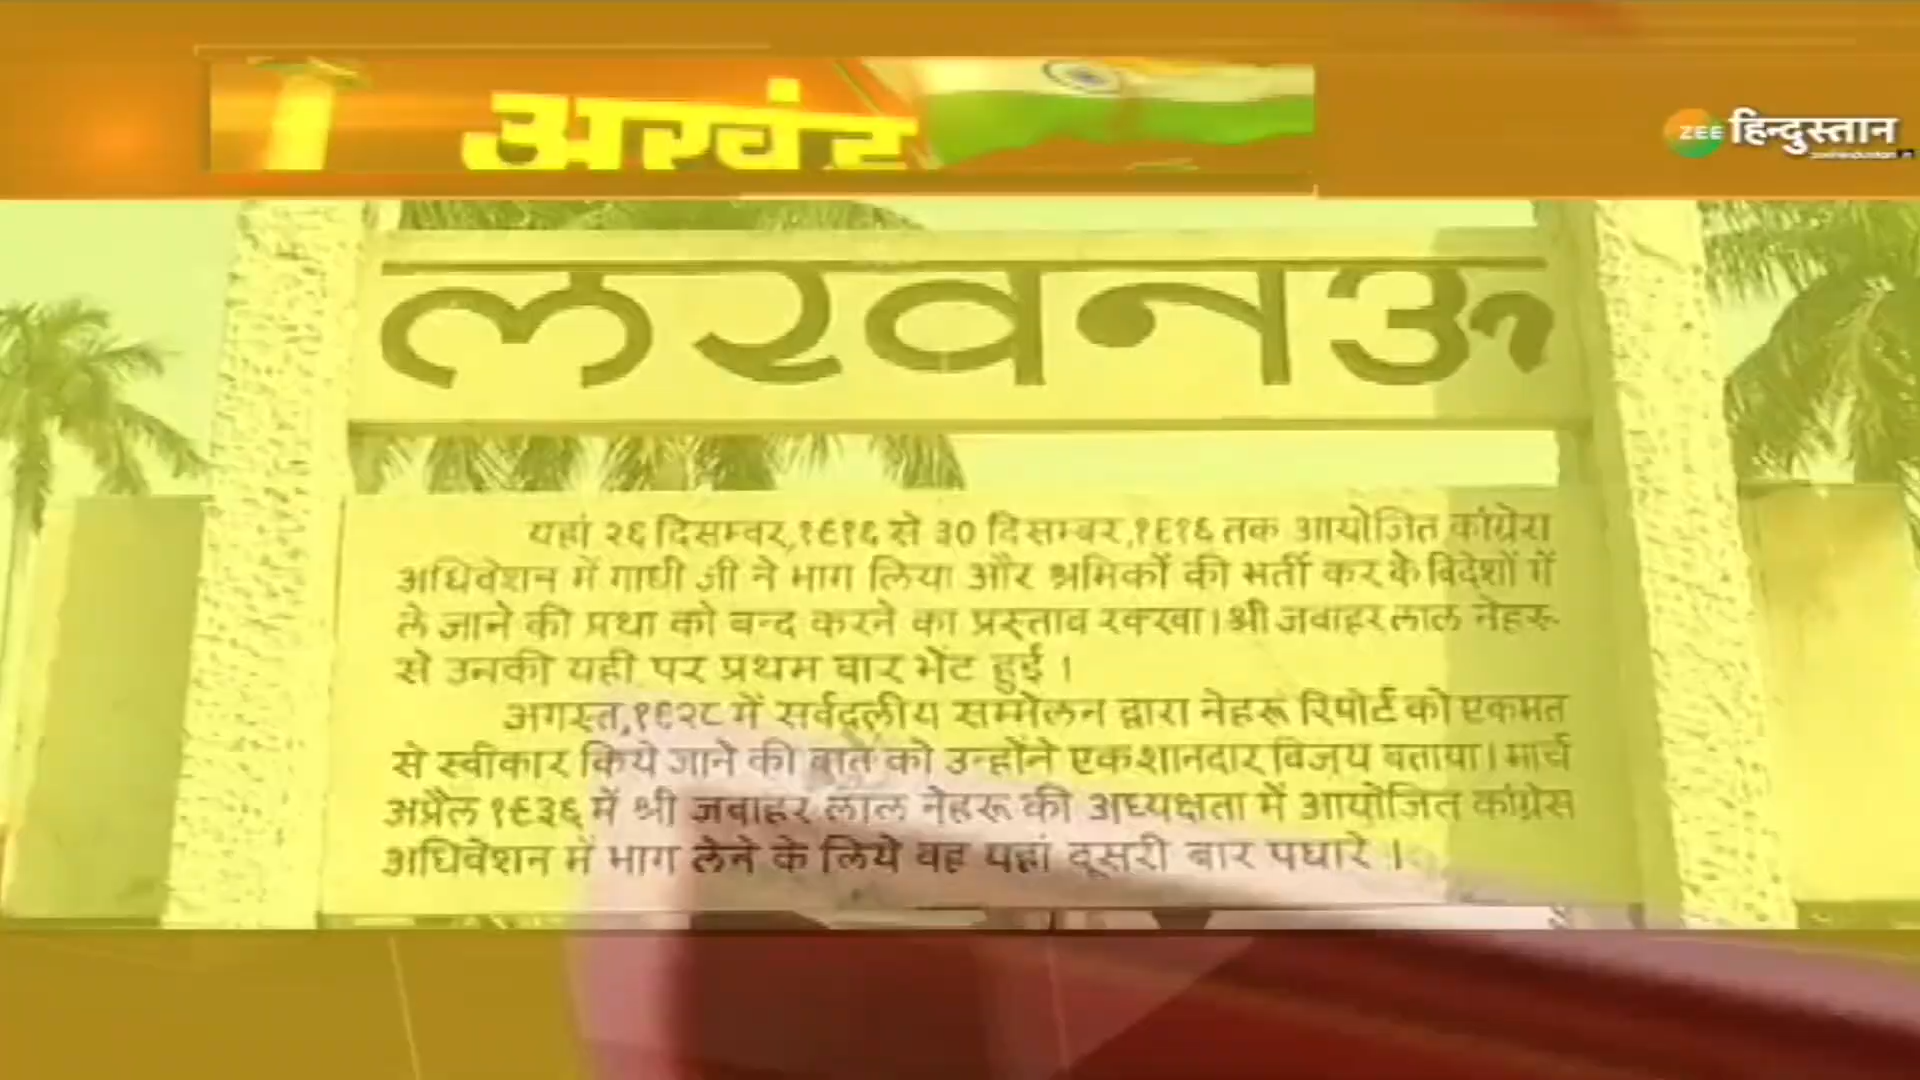 अखंड
ZEE हिन्दुस्तान
लखनऊ
यहां २६ दिसम्बर,१९१६ से ३० दिसम्बर,१९१६ तक आयोजित कांग्रेस
अधिवेशन में गांधी जी ने भाग लिया और श्रमिकों की भर्ती कर के विदेशों में
ले जाने की प्रथा को बन्द करने का प्रस्ताव रक्खा। श्री जवाहर लाल नेहरू
से उनकी यही पर प्रथम बार भेंट हुई ।
अगस्त,१९२८ में सर्वदलीय सम्मेलन द्वारा नेहरू रिपोर्ट को एकमत
से स्वीकार किये जाने की बात को उन्होंने एक शानदार विजय बताया। मार्च
अप्रैल १९३६ में श्री जवाहर लाल नेहरू की अध्यक्षता में आयोजित कांग्रेस
अधिवेशन में भाग लेने के लिये वह यहां दूसरी बार पधारे ।